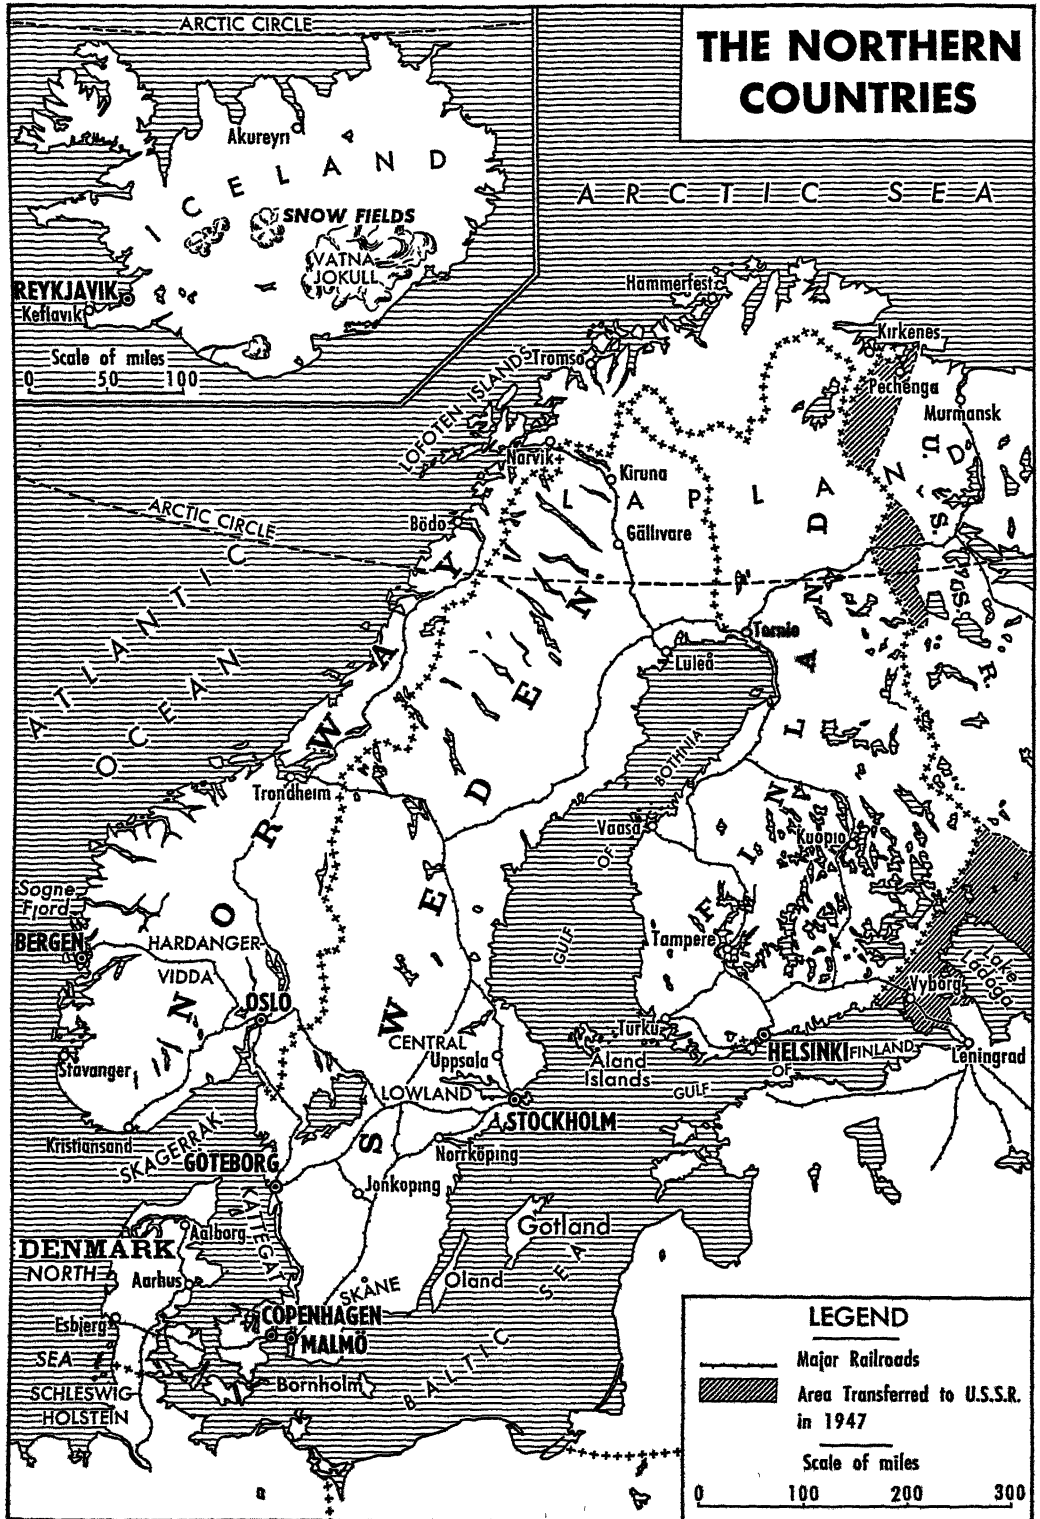 THE NORTHERN
COUNTRIES
ARCTIC CIRCLE
Akureyri
ICELAND
SNOW FIELDS
VATNA
JOKULL
REYKJAVIK
Keflavik
Scale of miles
0 50 100
ARCTIC SEA
Hammerfest
Kirkenes
Tromso
Pechenga
LOFOTEN ISLANDS
Murmansk
Narvik
Kiruna
LAPLAND
U.S.S.R.
ARCTIC CIRCLE
Bödo
Gällivare
ATLANTIC
OCEAN
NORWAY
SWEDEN
FINLAND
Tornio
Luleå
GULF OF BOTHNIA
Trondheim
Vaasa
Kuopio
Sogne
Fjord
BERGEN
HARDANGER-
VIDDA
Tampere
Lake
Ladoga
Vyborg
OSLO
Turku
CENTRAL
LOWLAND
Uppsala
Åland
Islands
HELSINKI
GULF OF FINLAND
Leningrad
Stavanger
STOCKHOLM
Kristiansand
SKAGERRAK
GÖTEBORG
Norrköping
Jönkoping
KATTEGAT
Aalborg
Gotland
DENMARK
NORTH
SEA
Aarhus
SKÅNE
Oland
Esbjerg
COPENHAGEN
MALMÖ
Bornholm
BALTIC SEA
SCHLESWIG
HOLSTEIN
LEGEND
Major Railroads
Area Transferred to U.S.S.R.
in 1947
Scale of miles
0 100 200 300